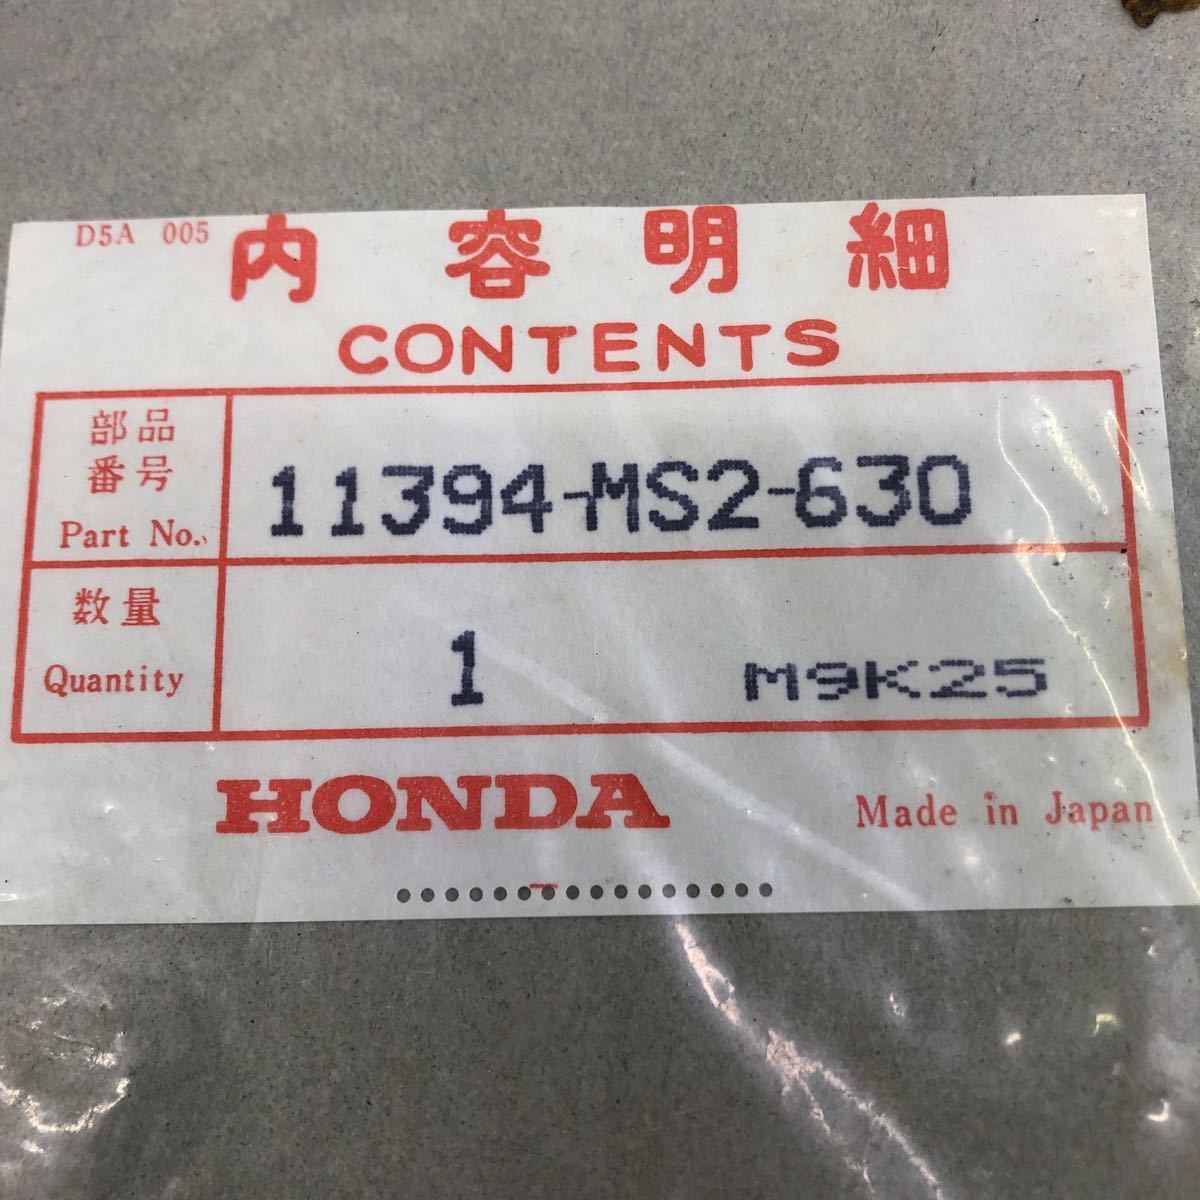 D5A 005
内容明細
CONTENTS
部品
番号
Part No.
11394-MS2-630
数量
Quantity
1
M9K25
HONDA
Made in Japan